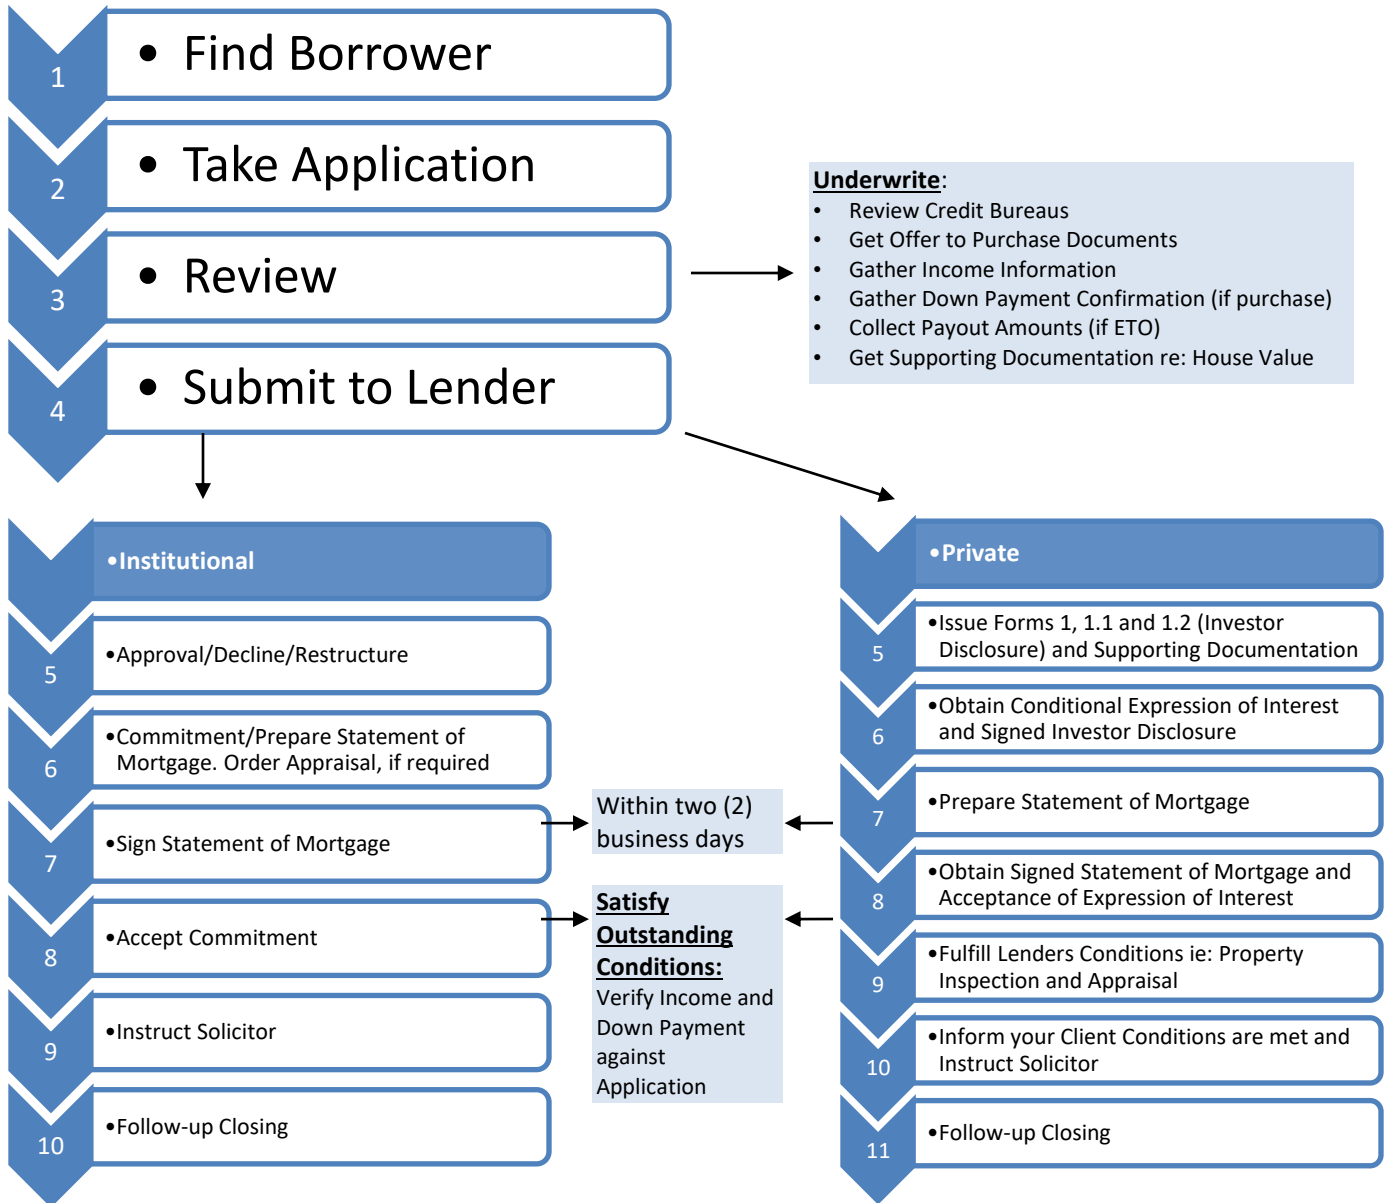 1
• Find Borrower
2
• Take Application
3
• Review
4
• Submit to Lender
Underwrite:
• Review Credit Bureaus
• Get Offer to Purchase Documents
• Gather Income Information
• Gather Down Payment Confirmation (if purchase)
• Collect Payout Amounts (if ETO)
• Get Supporting Documentation re: House Value
•Institutional
5
•Approval/Decline/Restructure
6
•Commitment/Prepare Statement of
Mortgage. Order Appraisal, if required
7
•Sign Statement of Mortgage
8
•Accept Commitment
9
•Instruct Solicitor
10
•Follow-up Closing
Within two (2)
business days
Satisfy
Outstanding
Conditions:
Verify Income and
Down Payment
against
Application
•Private
5
•Issue Forms 1, 1.1 and 1.2 (Investor
Disclosure) and Supporting Documentation
6
•Obtain Conditional Expression of Interest
and Signed Investor Disclosure
7
•Prepare Statement of Mortgage
8
•Obtain Signed Statement of Mortgage and
Acceptance of Expression of Interest
9
•Fulfill Lenders Conditions ie: Property
Inspection and Appraisal
10
•Inform your Client Conditions are met and
Instruct Solicitor
11
•Follow-up Closing